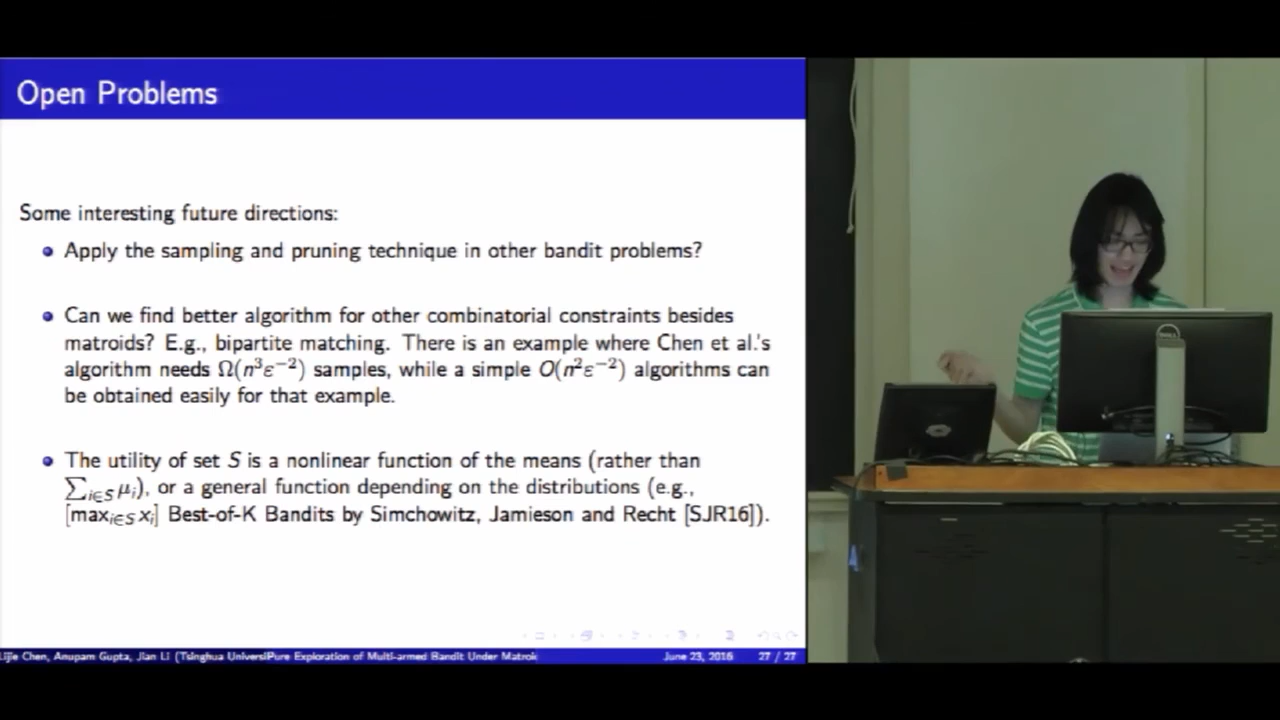 Open Problems
Some interesting future directions:
Apply the sampling and pruning technique in other bandit problems?
Can we find better algorithm for other combinatorial constraints besides
matroids? E.g., bipartite matching. There is an example where Chen et al.'s
algorithm needs Ω(n³ε⁻²) samples, while a simple O(n²ε⁻²) algorithms can
be obtained easily for that example.
The utility of set S is a nonlinear function of the means (rather than
∑i∈S μi), or a general function depending on the distributions (e.g.,
[maxi∈S xi] Best-of-K Bandits by Simchowitz, Jamieson and Recht [SJR16]).
Lijie Chen, Anupam Gupta, Jian Li (Tsinghua UniversiPure Exploration of Multi-armed Bandit Under Matroi June 23, 2016 27 / 27
DELL